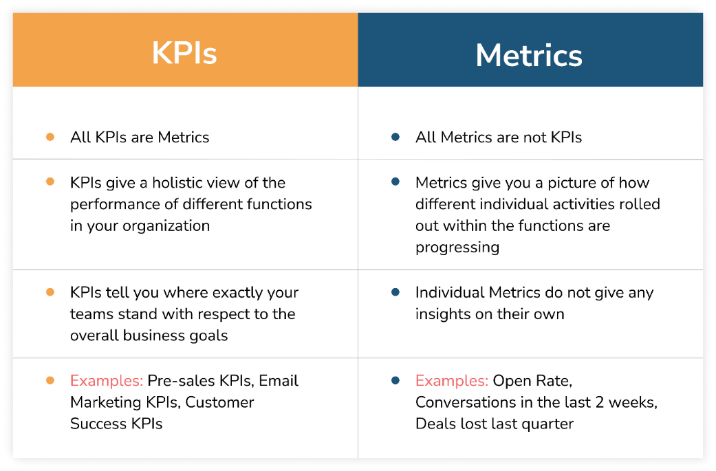 KPIs
Metrics
All KPIs are Metrics
All Metrics are not KPIs
KPIs give a holistic view of the
performance of different functions
in your organization
Metrics give you a picture of how
different individual activities rolled
out within the functions are
progressing
KPIs tell you where exactly your
teams stand with respect to the
overall business goals
Individual Metrics do not give any
insights on their own
Examples: Pre-sales KPIs, Email
Marketing KPIs, Customer
Success KPIs
Examples: Open Rate,
Conversations in the last 2 weeks,
Deals lost last quarter